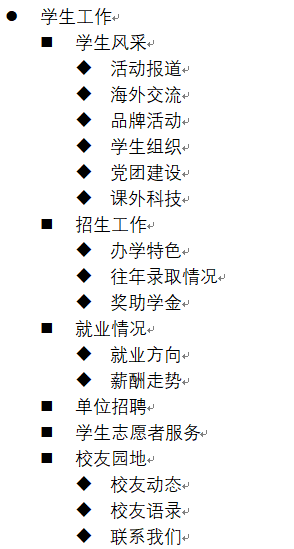 学生工作
学生风采
活动报道
海外交流
品牌活动
学生组织
党团建设
课外科技
招生工作
办学特色
往年录取情况
奖助学金
就业情况
就业方向
薪酬走势
单位招聘
学生志愿者服务
校友园地
校友动态
校友语录
联系我们